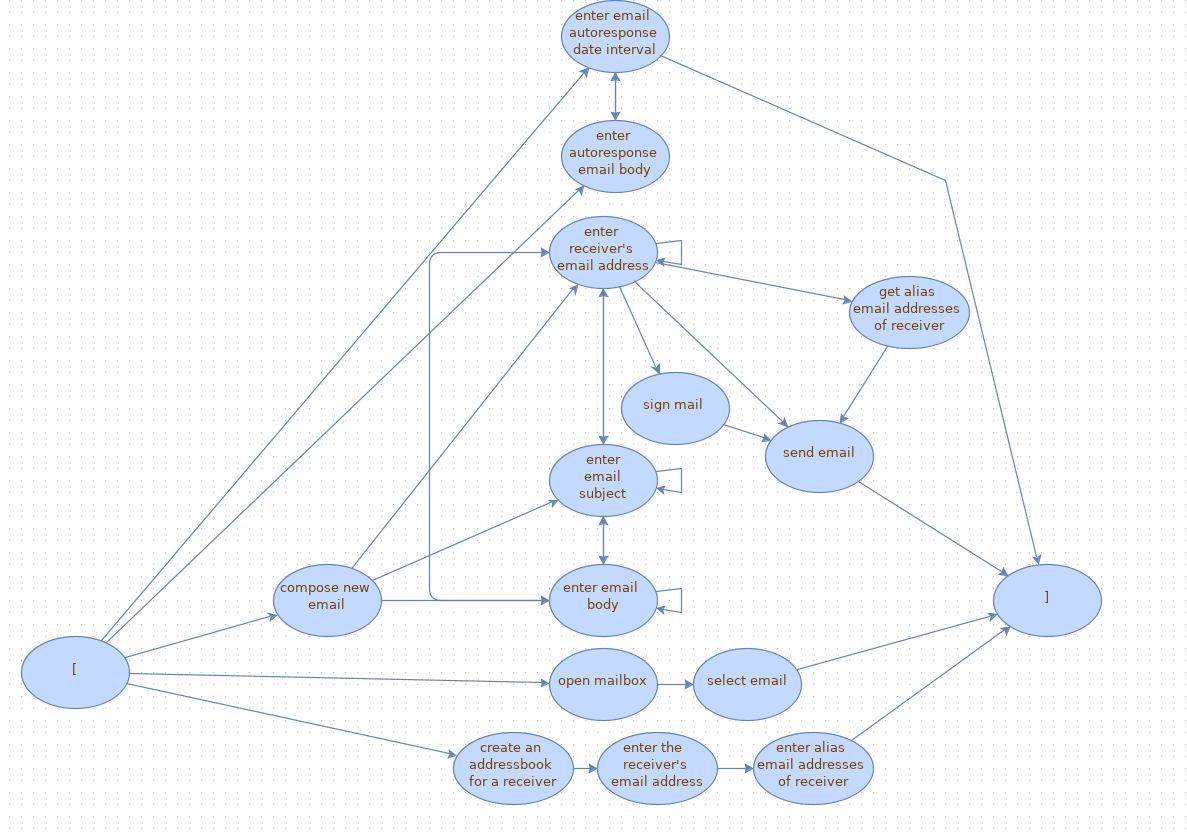 enter email
autoresponse
date interval
enter
autoresponse
email body
enter
receiver's
email address
get alias
email addresses
of receiver
sign mail
send email
enter
email
subject
compose new
email
enter email
body
]
[
open mailbox
select email
create an
addressbook
for a receiver
enter the
receiver's
email address
enter alias
email addresses
of receiver